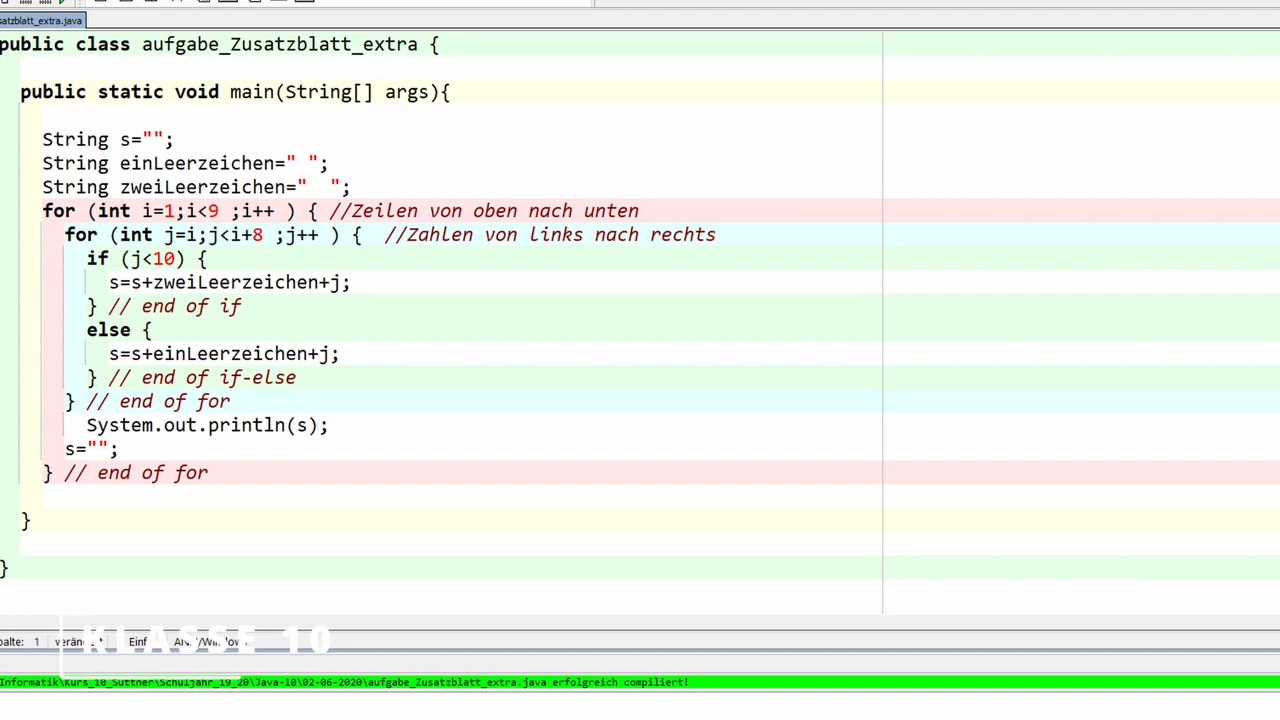 satzblatt_extra.java
public class aufgabe_Zusatzblatt_extra {
public static void main(String[] args){
String s="";
String einLeerzeichen=" ";
String zweiLeerzeichen="  ";
for (int i=1;i<9 ;i++ ) { //Zeilen von oben nach unten
for (int j=i;j<i+8 ;j++ ) {  //Zahlen von links nach rechts
if (j<10) {
s=s+zweiLeerzeichen+j;
} // end of if
else {
s=s+einLeerzeichen+j;
} // end of if-else
} // end of for
System.out.println(s);
s="";
} // end of for
}
}
palte: 1
KLASSE 10
Informatik\Kurs_10_Suttner\Schuljahr_19_20\Java-10\02-06-2020\aufgabe_Zusatzblatt_extra.java erfolgreich compiliert!